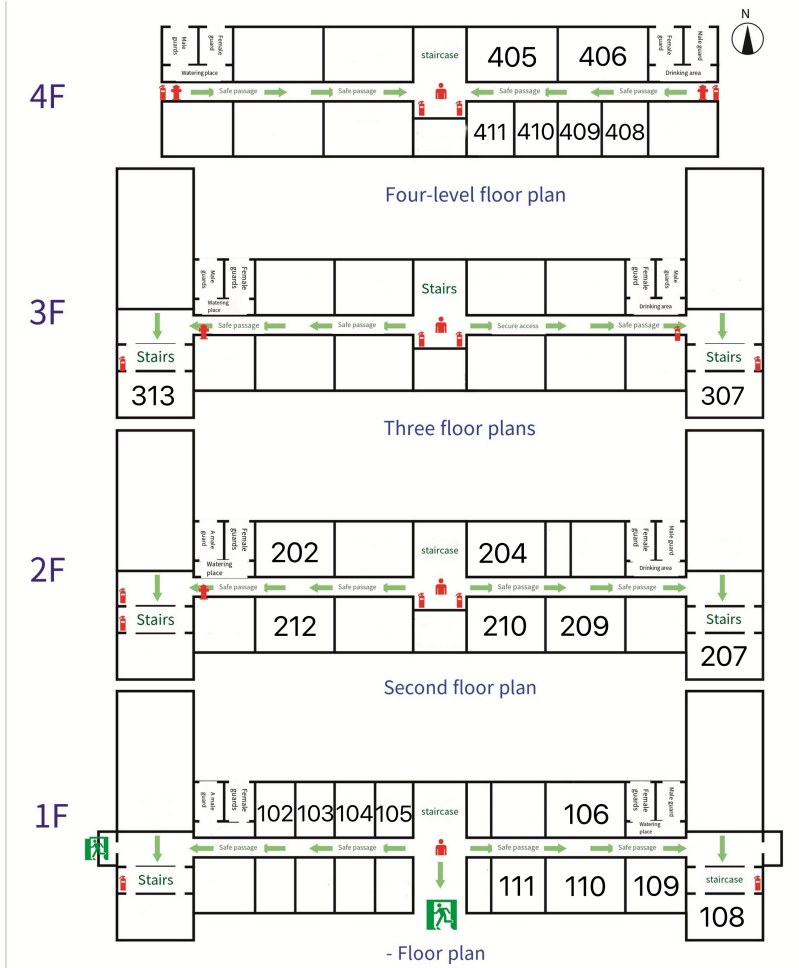 N
Male guards
Female guard
Watering place
staircase
405
406
Female guard
Male guard
Drinking area
4F
Safe passage
Safe passage
Safe passage
Safe passage
411
410
409
408
Four-level floor plan
Male guards
Female guards
Watering place
Stairs
Female guard
Male guards
Drinking area
3F
Safe passage
Safe passage
Secure access
Safe passage
Stairs
Stairs
313
307
Three floor plans
A male guard
Female guards
Watering place
202
staircase
204
Female guard
Male guard
Drinking area
2F
Safe passage
Safe passage
Safe passage
Safe passage
Stairs
212
210
209
Stairs
207
Second floor plan
A male guard
Female guards
102
103
104
105
staircase
106
Female guards
Male guard
Watering place
1F
Safe passage
Safe passage
Safe passage
Safe passage
Stairs
111
110
109
staircase
108
- Floor plan